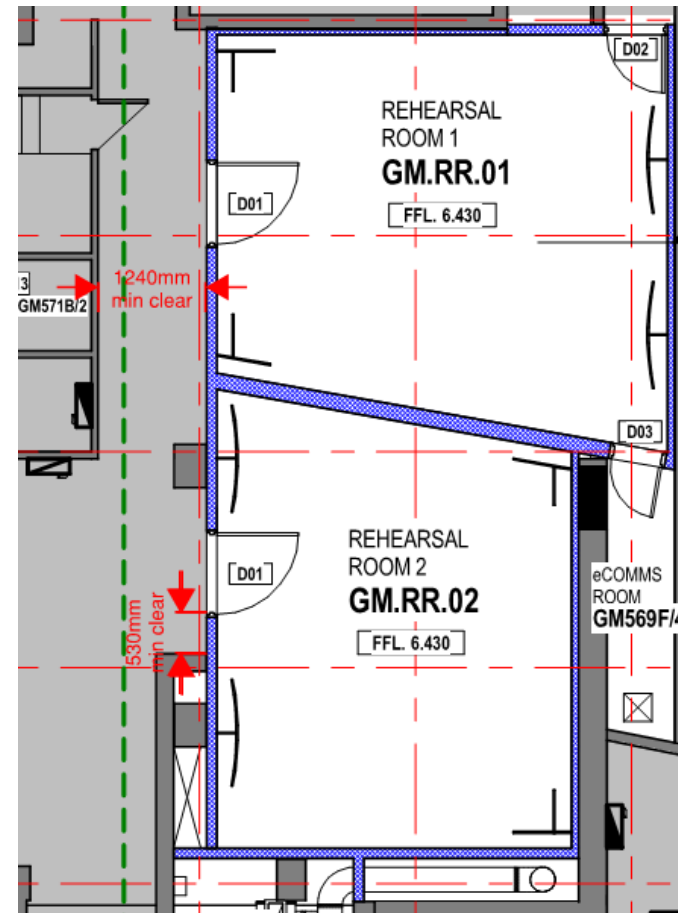 D02
REHEARSAL
ROOM 1
GM.RR.01
FFL. 6.430
D01
1240mm
min clear
3
GM571B/2
D03
REHEARSAL
ROOM 2
GM.RR.02
FFL. 6.430
D01
530mm
min clear
eCOMMS
ROOM
GM569F/4